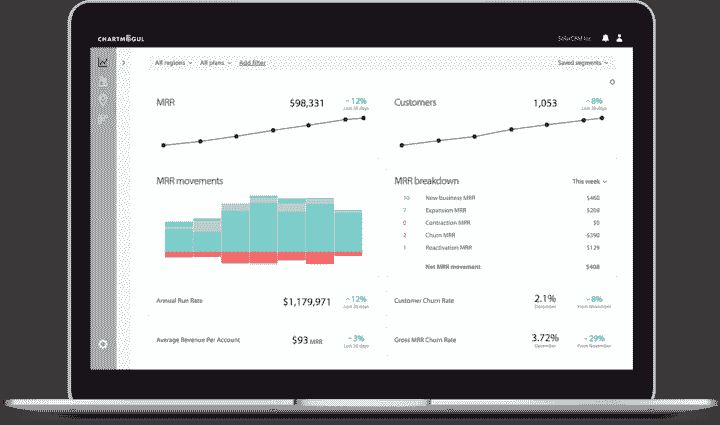 CHARTMOGUL
SolarCRM Inc.
All regions All plans Add filter Saved segments
MRR $98,331 12%
Last 30 days
Customers 1,053 8%
Last 30 days
MRR movements
MRR breakdown This week
10 New business MRR $460
7 Expansion MRR $209
0 Contraction MRR $0
2 Churn MRR -$390
1 Reactivation MRR $129
Net MRR movement $408
Annual Run Rate $1,179,971 12%
Last 30 days
Customer Churn Rate 2.1% 8%
December From November
Average Revenue Per Account $93 MRR 3%
Last 30 days
Gross MRR Churn Rate 3.72% 29%
December From November